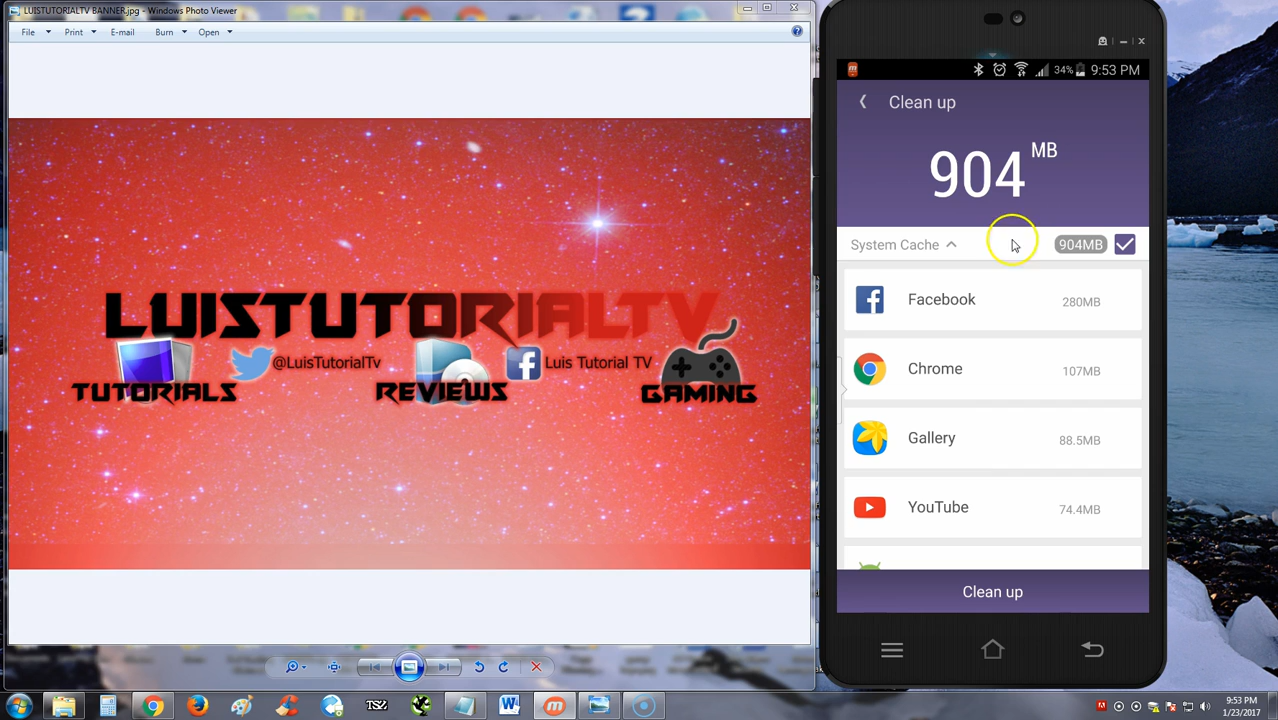 LUISTUTORIALTV BANNER.jpg - Windows Photo Viewer
File Print E-mail Burn Open
LUISTUTORIALTV
@LuisTutorialTv
Luis Tutorial TV
TUTORIALS
REVIEWS
GAMING
34% 9:53 PM
Clean up
904 MB
System Cache 904MB
Facebook 280MB
Chrome 107MB
Gallery 88.5MB
YouTube 74.4MB
Clean up
TSZ
W
9:53 PM
1/23/2017